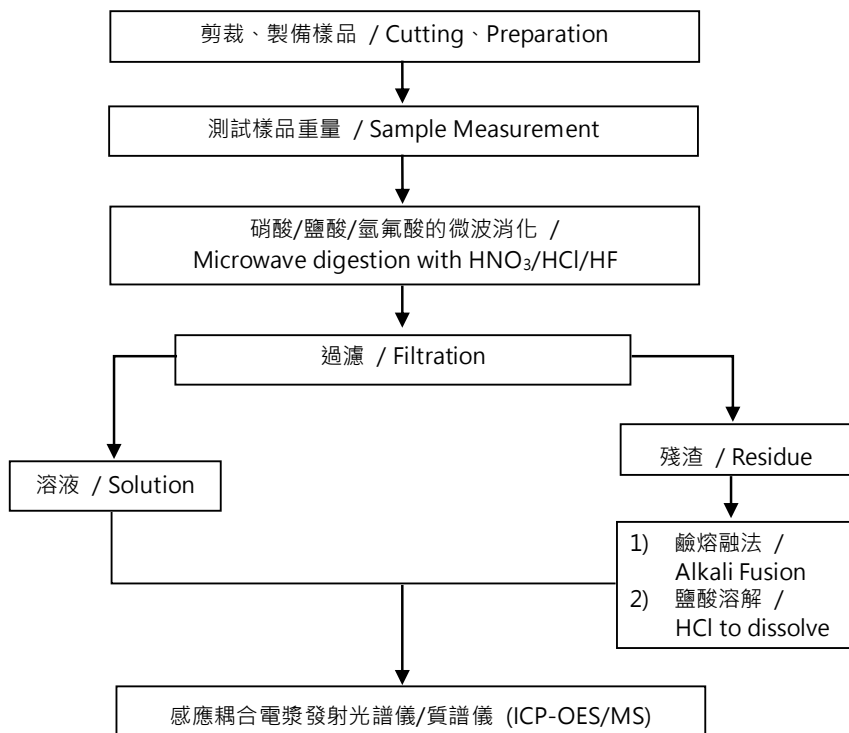 剪裁、製備樣品 / Cutting、Preparation
測試樣品重量 / Sample Measurement
硝酸/鹽酸/氫氟酸的微波消化 /
Microwave digestion with HNO₃/HCl/HF
過濾 / Filtration
溶液 / Solution
殘渣 / Residue
1) 鹼熔融法 /
Alkali Fusion
2) 鹽酸溶解 /
HCl to dissolve
感應耦合電漿發射光譜儀/質譜儀 (ICP-OES/MS)